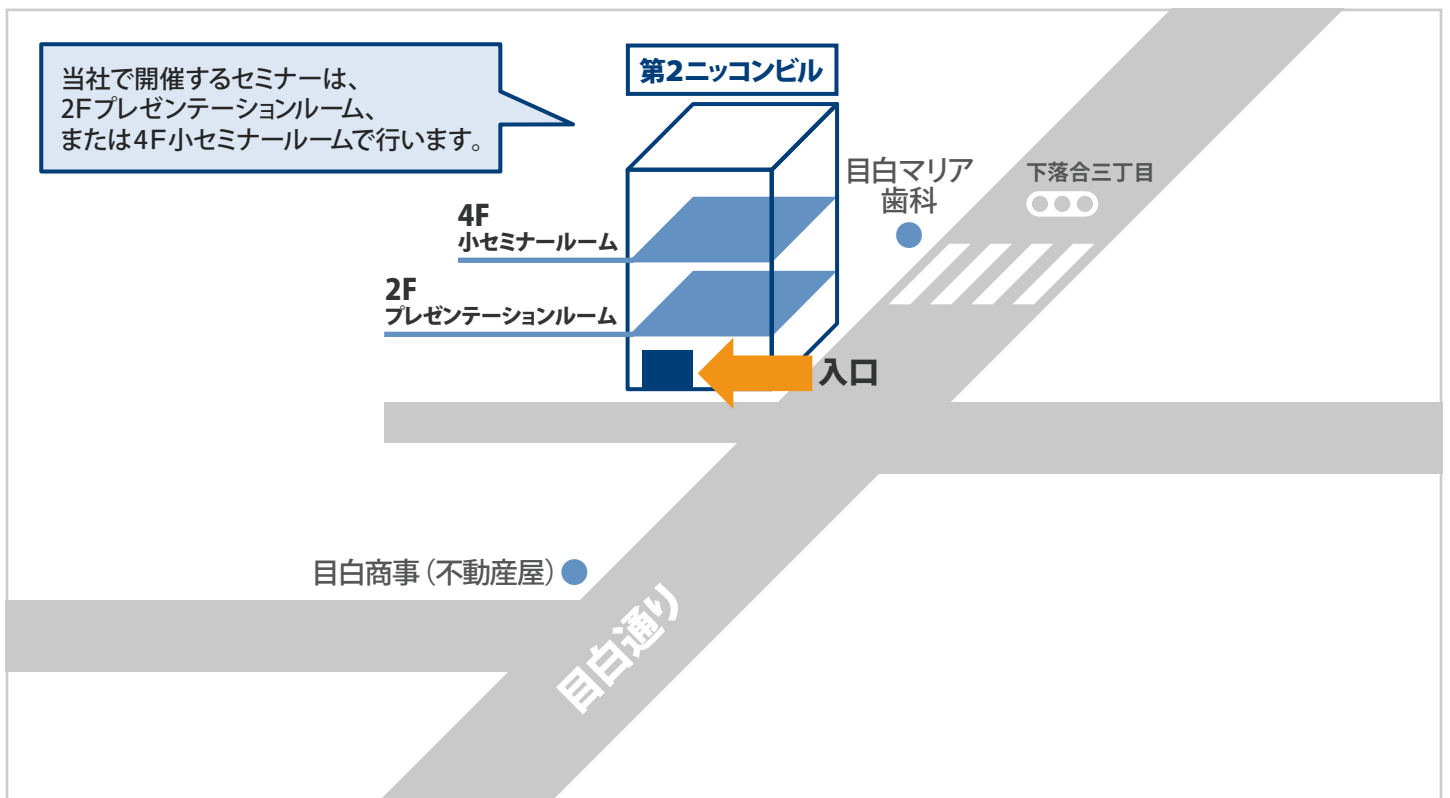 当社で開催するセミナーは、
2Fプレゼンテーションルーム、
または4F小セミナールームで行います。
第2ニッコンビル
目白マリア
歯科
下落合三丁目
4F
小セミナールーム
2F
プレゼンテーションルーム
入口
目白商事（不動産屋）
目白通り